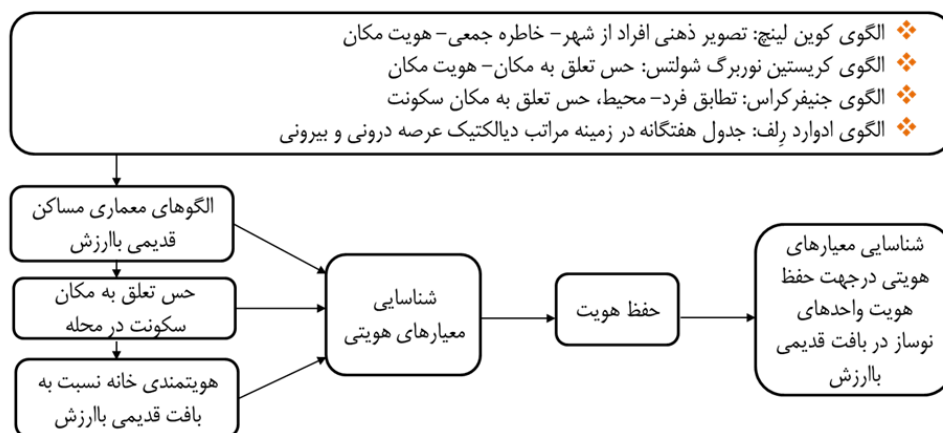 ❖ الگوی کوین لینچ: تصویر ذهنی افراد از شهر- خاطره جمعی- هویت مکان
❖ الگوی کریستین نوربرگ شولتس: حس تعلق به مکان- هویت مکان
❖ الگوی جنیفرکراس: تطابق فرد- محیط، حس تعلق به مکان سکونت
❖ الگوی ادوارد رِلف: جدول هفتگانه در زمینه مراتب دیالکتیک عرصه درونی و بیرونی
الگوهای معماری مساکن
قدیمی باارزش
حس تعلق به مکان
سکونت در محله
هویتمندی خانه نسبت به
بافت قدیمی باارزش
شناسایی
معیارهای هویتی
حفظ هویت
شناسایی معیارهای
هویتی درجهت حفظ
هویت واحدهای
نوساز در بافت قدیمی
باارزش